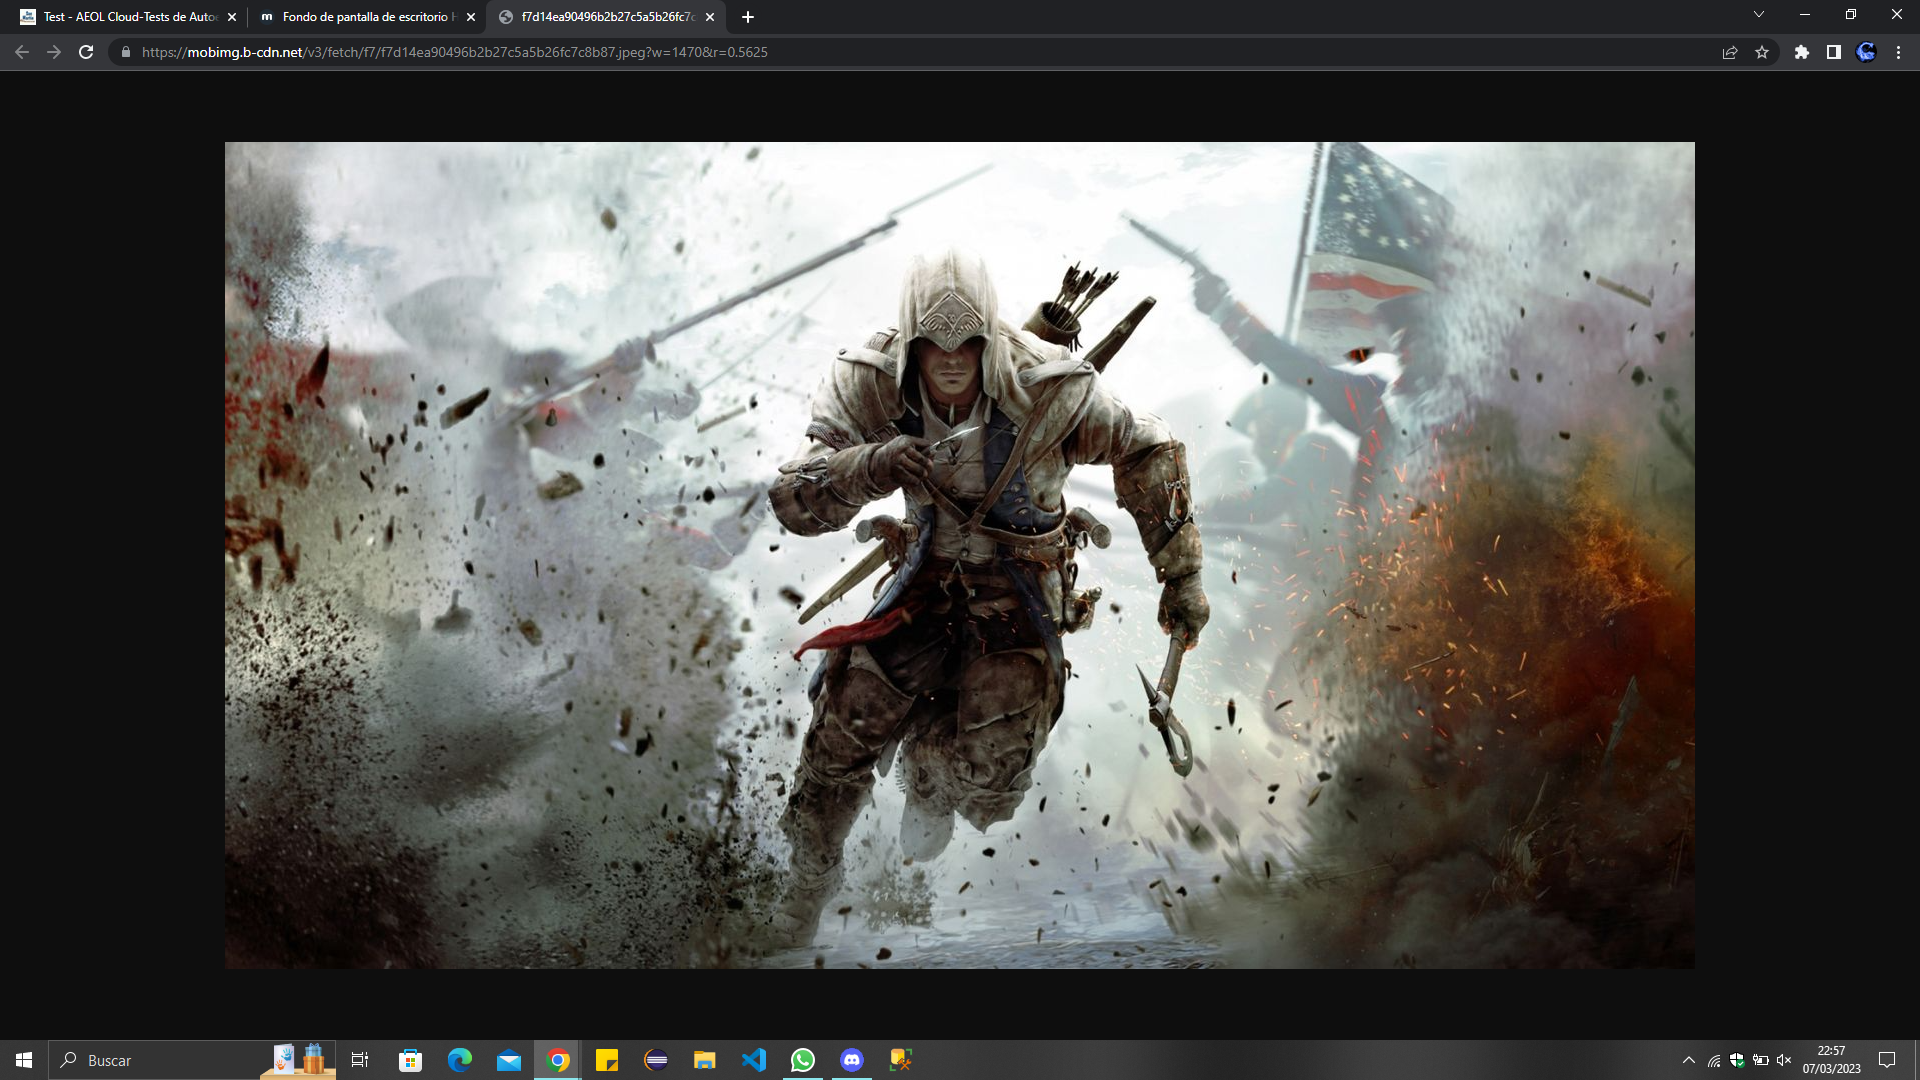 Test - AEOL Cloud-Tests de Autoe
Fondo de pantalla de escritorio H
f7d14ea90496b2b27c5a5b26fc7c
https://mobimg.b-cdn.net/v3/fetch/f7/f7d14ea90496b2b27c5a5b26fc7c8b87.jpeg?w=1470&r=0.5625
Buscar
22:57
07/03/2023